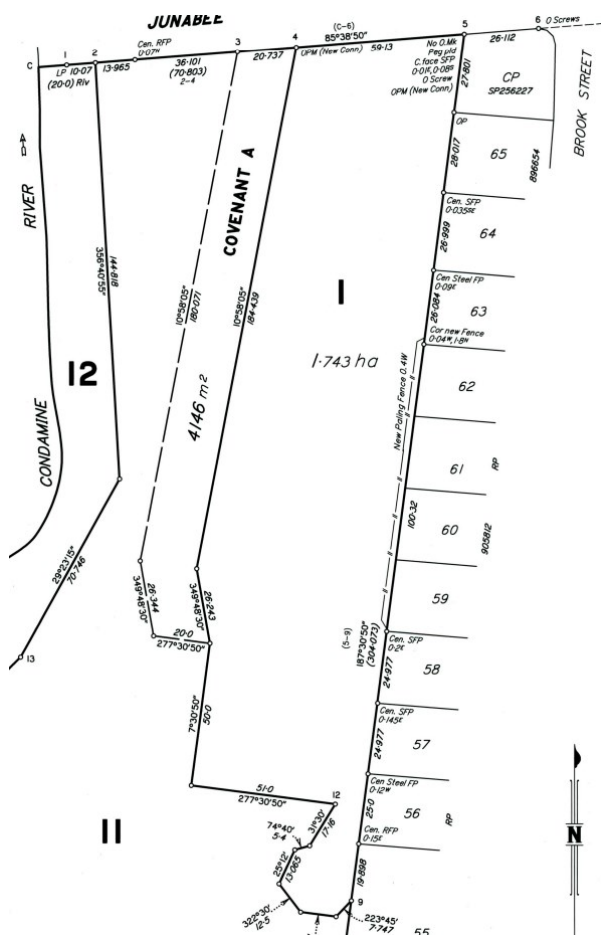 JUNABEE
(C-6)
85°38'50"
C
1
2
3
4
5
6
O Screws
Cen. RFP
0·07N
LP 10·07
(20·0) Riv
13·965
36·101
(70·803)
2-4
20·737
OPM (New Conn)
59·13
No O.Mk
Peg pld
C.face SFP
0·01E,0·08S
O Screw
OPM (New Conn)
26·112
27·801
CP
SP256227
BROOK STREET
OP
65
896654
28·017
Cen. SFP
0·035SE
64
26·999
Cen Steel FP
0·09E
63
26·084
Cor new Fence
0·04W,1·8N
62
New Paling Fence 0.4W
61
RP
100·32
60
905812
59
RIVER
CONDAMINE
144·818
356°40'55"
12
COVENANT A
10°58'05"
180·071
10°58'05"
184·439
4146 m²
1
1·743 ha
29°23'15"
70·746
13
26·344
349°48'30"
26·243
349°48'30"
20·0
277°30'50"
(5-9)
187°30'50"
(304·073)
Cen. SFP
0·2E
58
24·977
Cen. SFP
0·145E
57
24·977
Cen Steel FP
0·12W
56
RP
25·0
Cen. RFP
0·15E
19·898
7°30'50"
50·0
51·0
277°30'50"
12
11
74°40'
5·4
31°30'
17·16
25°12'
13·065
322°30'
12·5
9
223°45'
7·747
55
N